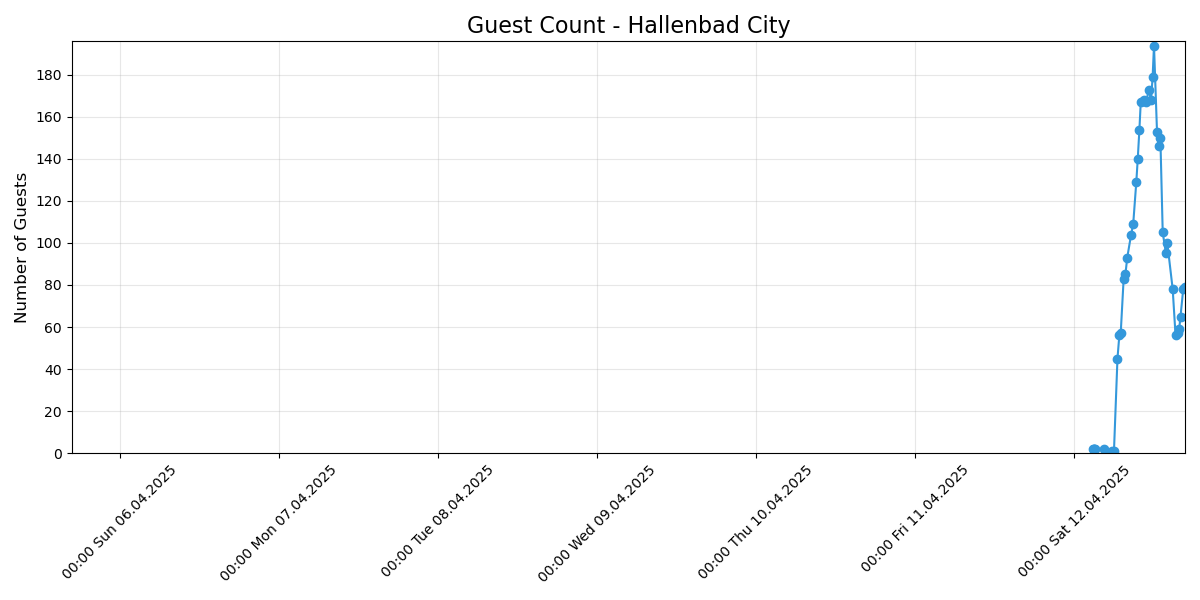 Guest Count - Hallenbad City
Number of Guests
180
160
140
120
100
80
60
40
20
0
00:00 Sun 06.04.2025
00:00 Mon 07.04.2025
00:00 Tue 08.04.2025
00:00 Wed 09.04.2025
00:00 Thu 10.04.2025
00:00 Fri 11.04.2025
00:00 Sat 12.04.2025